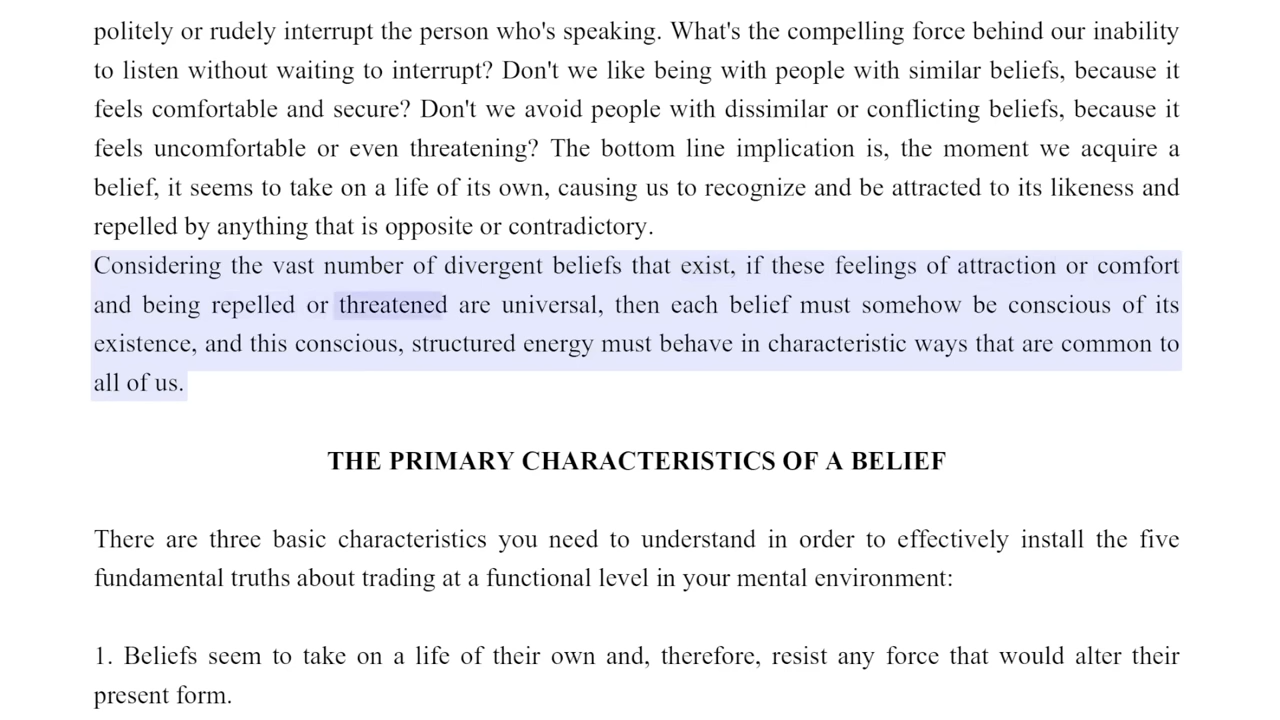 politely or rudely interrupt the person who's speaking. What's the compelling force behind our inability
to listen without waiting to interrupt? Don't we like being with people with similar beliefs, because it
feels comfortable and secure? Don't we avoid people with dissimilar or conflicting beliefs, because it
feels uncomfortable or even threatening? The bottom line implication is, the moment we acquire a
belief, it seems to take on a life of its own, causing us to recognize and be attracted to its likeness and
repelled by anything that is opposite or contradictory.
Considering the vast number of divergent beliefs that exist, if these feelings of attraction or comfort
and being repelled or threatened are universal, then each belief must somehow be conscious of its
existence, and this conscious, structured energy must behave in characteristic ways that are common to
all of us.
THE PRIMARY CHARACTERISTICS OF A BELIEF
There are three basic characteristics you need to understand in order to effectively install the five
fundamental truths about trading at a functional level in your mental environment:
1. Beliefs seem to take on a life of their own and, therefore, resist any force that would alter their
present form.